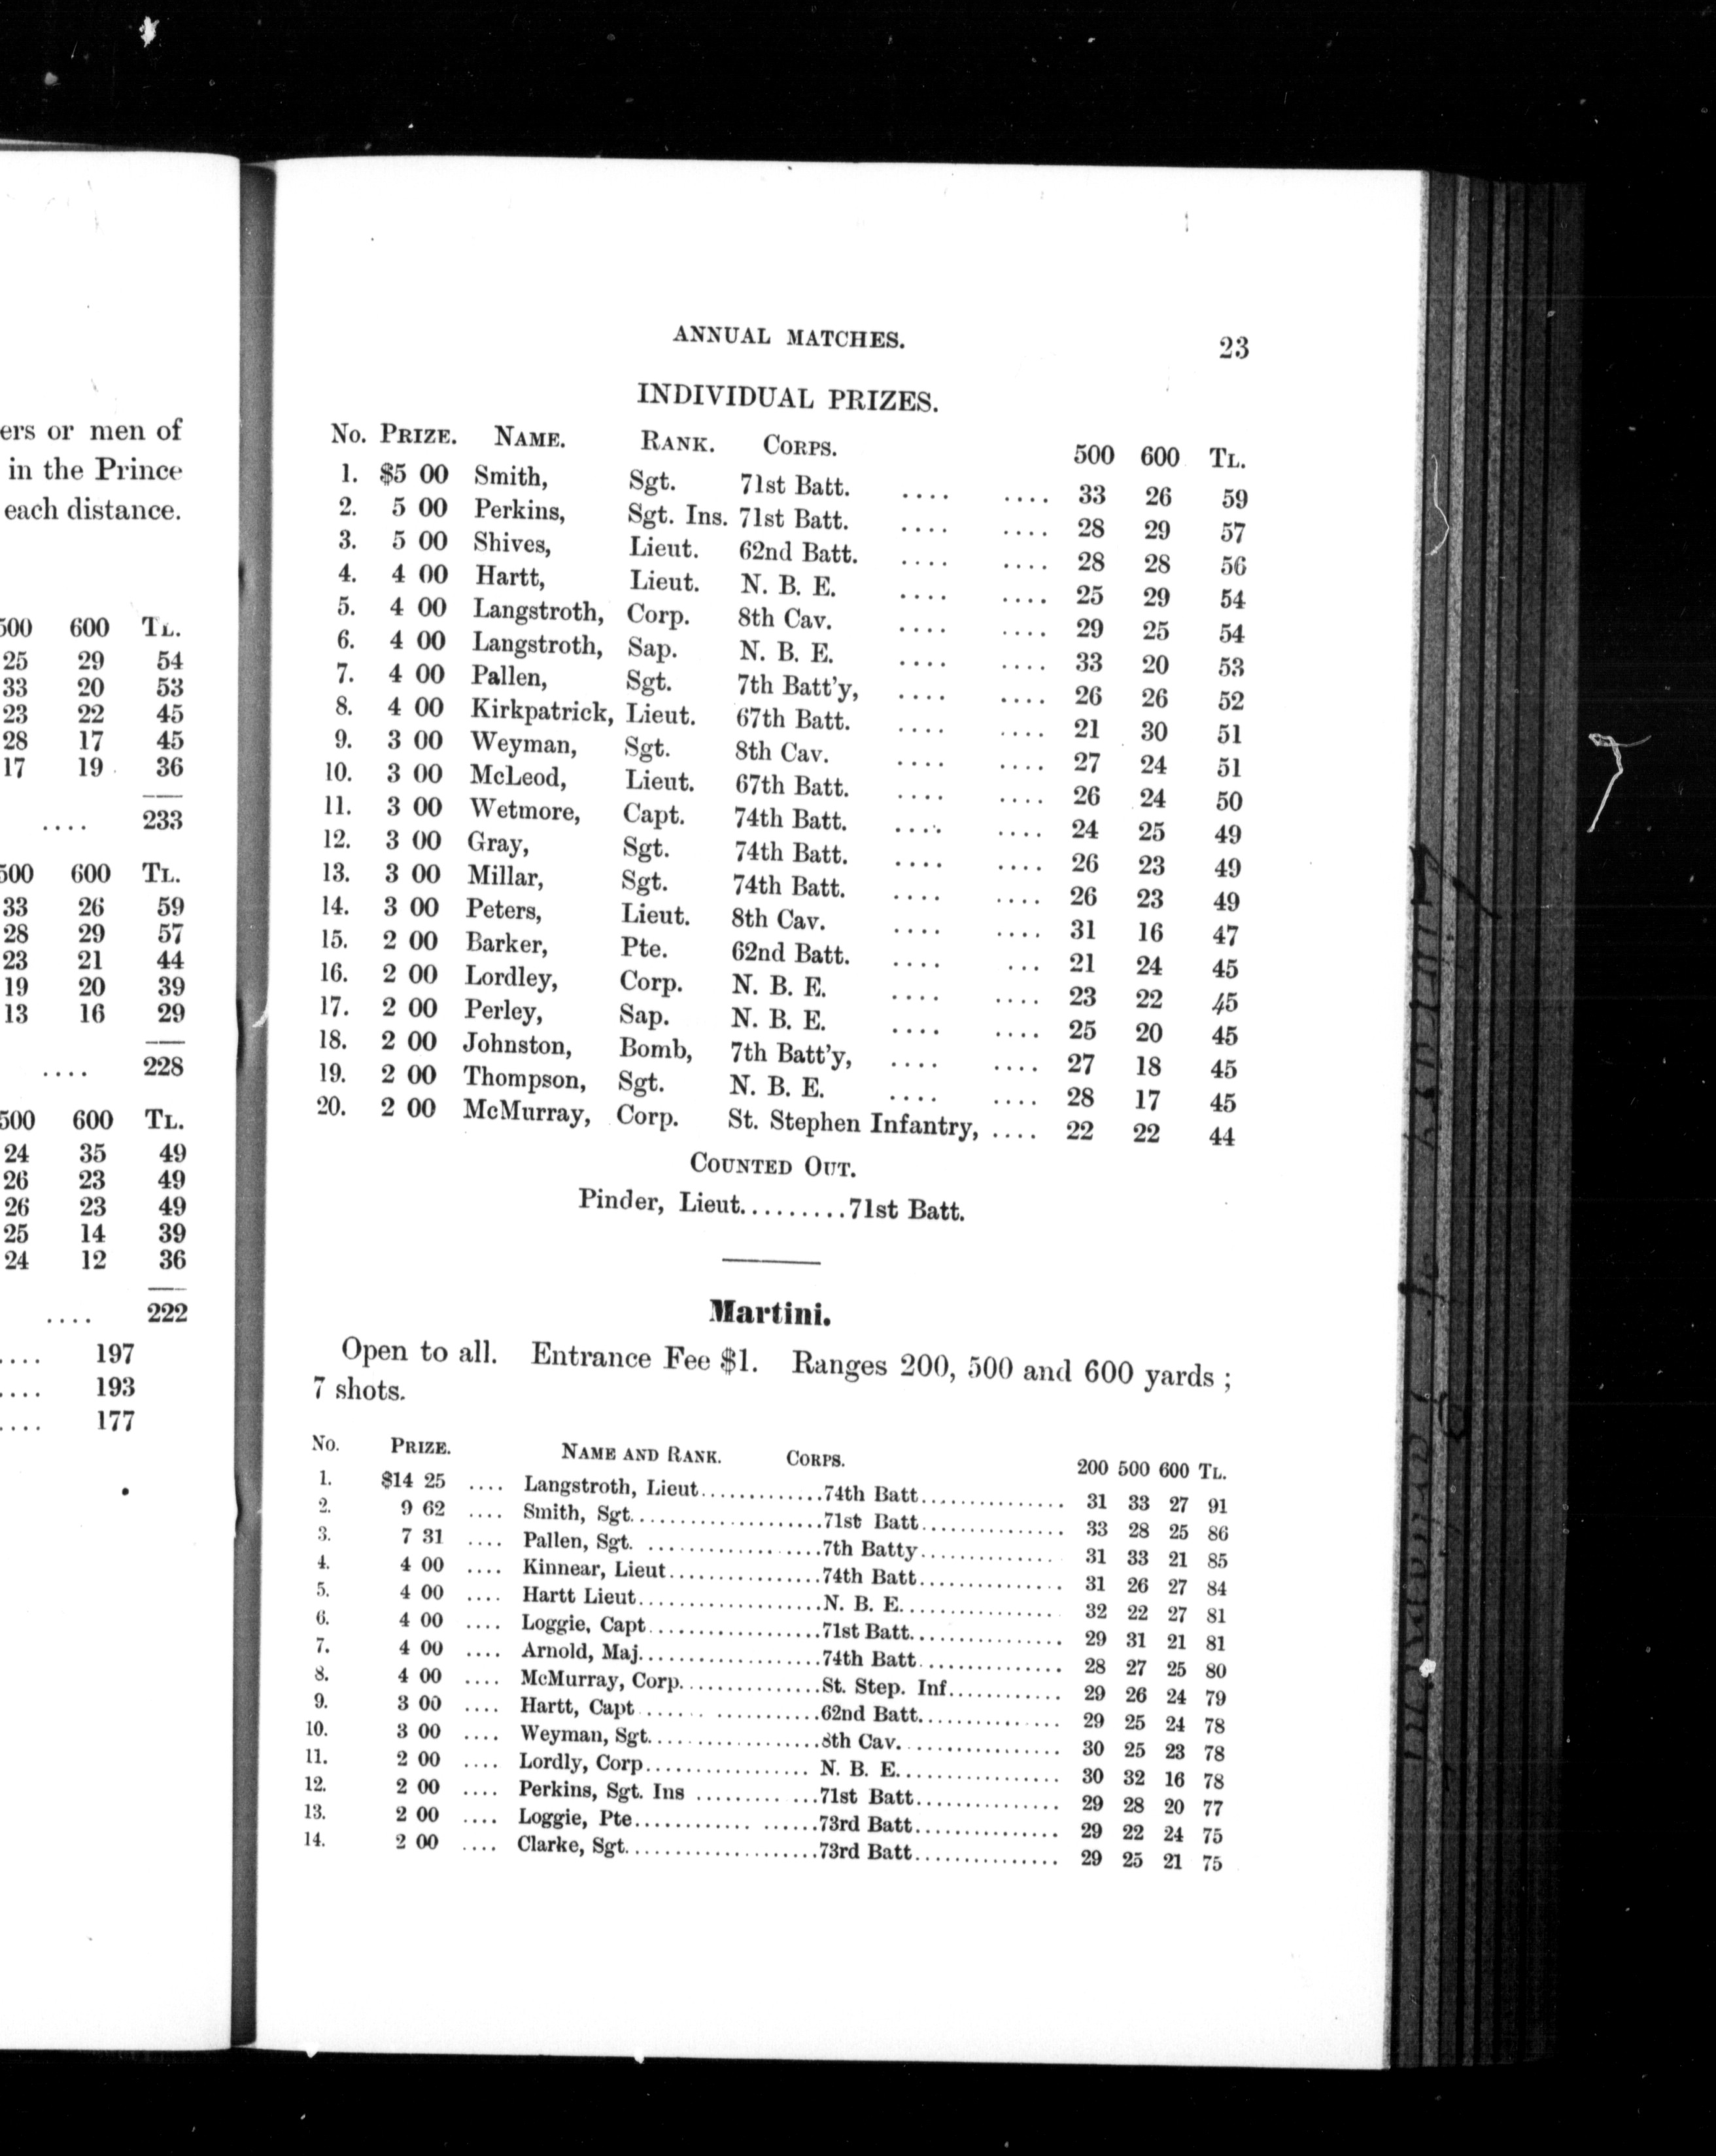 ers or men of
in the Prince
each distance.
500 600 TL.
25 29 54
33 20 53
23 22 45
28 17 45
17 19 36
.... 233
500 600 TL.
33 26 59
28 29 57
23 21 44
19 20 39
13 16 29
.... 228
500 600 TL.
24 35 49
26 23 49
26 23 49
25 14 39
24 12 36
.... 222
.... 197
.... 193
.... 177
ANNUAL MATCHES. 23
INDIVIDUAL PRIZES.
No. PRIZE. NAME. RANK. CORPS. 500 600 TL.
1. $5 00 Smith, Sgt. 71st Batt. .... .... 33 26 59
2. 5 00 Perkins, Sgt. Ins. 71st Batt. .... .... 28 29 57
3. 5 00 Shives, Lieut. 62nd Batt. .... .... 28 28 56
4. 4 00 Hartt, Lieut. N. B. E. .... .... 25 29 54
5. 4 00 Langstroth, Corp. 8th Cav. .... .... 29 25 54
6. 4 00 Langstroth, Sap. N. B. E. .... .... 33 20 53
7. 4 00 Pallen, Sgt. 7th Batt'y, .... .... 26 26 52
8. 4 00 Kirkpatrick, Lieut. 67th Batt. .... .... 21 30 51
9. 3 00 Weyman, Sgt. 8th Cav. .... .... 27 24 51
10. 3 00 McLeod, Lieut. 67th Batt. .... .... 26 24 50
11. 3 00 Wetmore, Capt. 74th Batt. .... .... 24 25 49
12. 3 00 Gray, Sgt. 74th Batt. .... .... 26 23 49
13. 3 00 Millar, Sgt. 74th Batt. .... .... 26 23 49
14. 3 00 Peters, Lieut. 8th Cav. .... .... 31 16 47
15. 2 00 Barker, Pte. 62nd Batt. .... ... 21 24 45
16. 2 00 Lordley, Corp. N. B. E. .... .... 23 22 45
17. 2 00 Perley, Sap. N. B. E. .... .... 25 20 45
18. 2 00 Johnston, Bomb, 7th Batt'y, .... .... 27 18 45
19. 2 00 Thompson, Sgt. N. B. E. .... .... 28 17 45
20. 2 00 McMurray, Corp. St. Stephen Infantry, .... 22 22 44
COUNTED OUT.
Pinder, Lieut.........71st Batt.
Martini.
Open to all. Entrance Fee $1. Ranges 200, 500 and 600 yards ;
7 shots.
No. PRIZE. NAME AND RANK. CORPS. 200 500 600 TL.
1. $14 25 .... Langstroth, Lieut.............74th Batt............... 31 33 27 91
2. 9 62 .... Smith, Sgt....................71st Batt............... 33 28 25 86
3. 7 31 .... Pallen, Sgt. .................7th Batty............... 31 33 21 85
4. 4 00 .... Kinnear, Lieut................74th Batt............... 31 26 27 84
5. 4 00 .... Hartt Lieut...................N. B. E................. 32 22 27 81
6. 4 00 .... Loggie, Capt..................71st Batt............... 29 31 21 81
7. 4 00 .... Arnold, Maj...................74th Batt............... 28 27 25 80
8. 4 00 .... McMurray, Corp...............St. Step. Inf............ 29 26 24 79
9. 3 00 .... Hartt, Capt...... ...........62nd Batt............... 29 25 24 78
10. 3 00 .... Weyman, Sgt..................8th Cav................. 30 25 23 78
11. 2 00 .... Lordly, Corp................. N. B. E................. 30 32 16 78
12. 2 00 .... Perkins, Sgt. Ins ......... ...71st Batt............... 29 28 20 77
13. 2 00 .... Loggie, Pte............ ......73rd Batt............... 29 22 24 75
14. 2 00 .... Clarke, Sgt....................73rd Batt............... 29 25 21 75